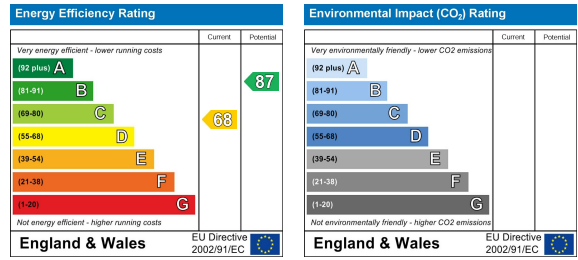 Energy Efficiency Rating
Current Potential
Very energy efficient - lower running costs
(92 plus) A
(81-91) B
(69-80) C
(55-68) D
(39-54) E
(21-38) F
(1-20) G
68
87
Not energy efficient - higher running costs
England & Wales
EU Directive
2002/91/EC
Environmental Impact (CO2) Rating
Current Potential
Very environmentally friendly - lower CO2 emissions
(92 plus) A
(81-91) B
(69-80) C
(55-68) D
(39-54) E
(21-38) F
(1-20) G
Not environmentally friendly - higher CO2 emissions
England & Wales
EU Directive
2002/91/EC